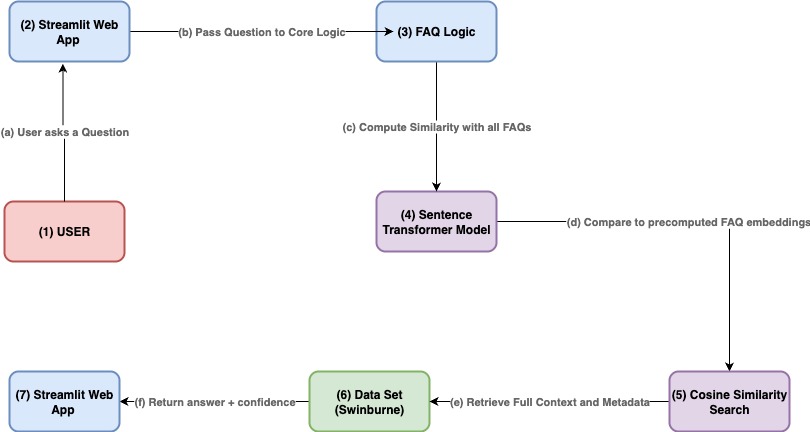 (2) Streamlit Web
App
(b) Pass Question to Core Logic
(3) FAQ Logic
(a) User asks a Question
(c) Compute Similarity with all FAQs
(1) USER
(4) Sentence
Transformer Model
(d) Compare to precomputed FAQ embeddings
(7) Streamlit Web
App
(f) Return answer + confidence
(6) Data Set
(Swinburne)
(e) Retrieve Full Context and Metadata
(5) Cosine Similarity
Search